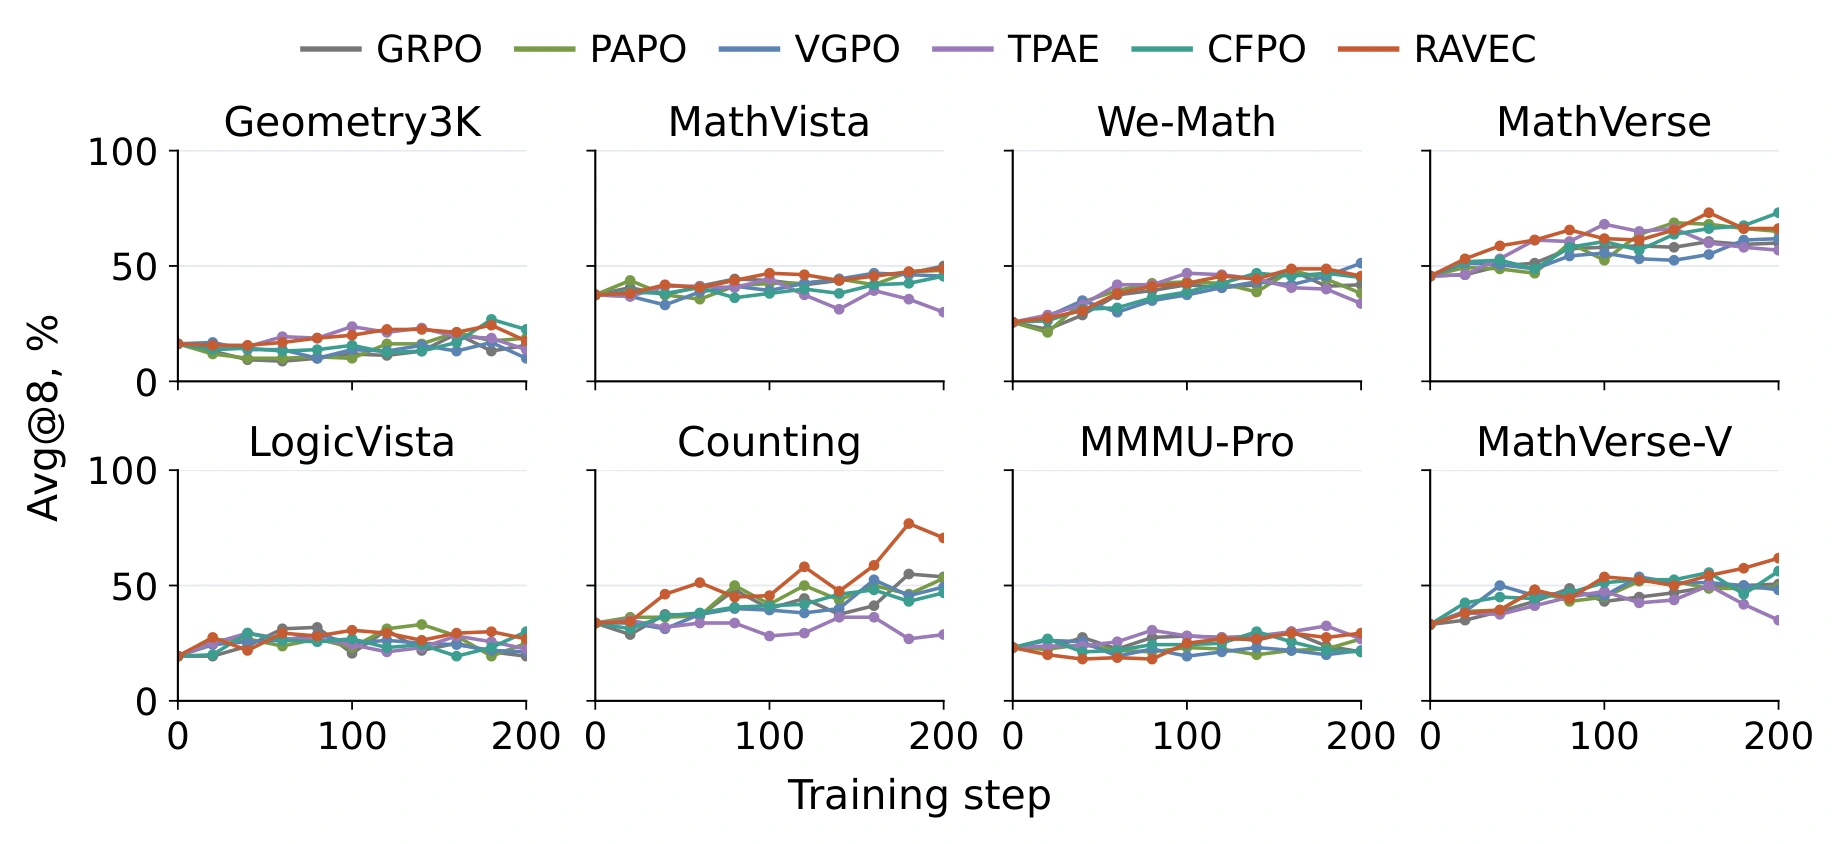 GRPO PAPO VGPO TPAE CFPO RAVEC
Geometry3K MathVista We-Math MathVerse
100
50
0
LogicVista Counting MMMU-Pro MathVerse-V
100
50
0
0 100 200 0 100 200 0 100 200 0 100 200
Avg@8, %
Training step